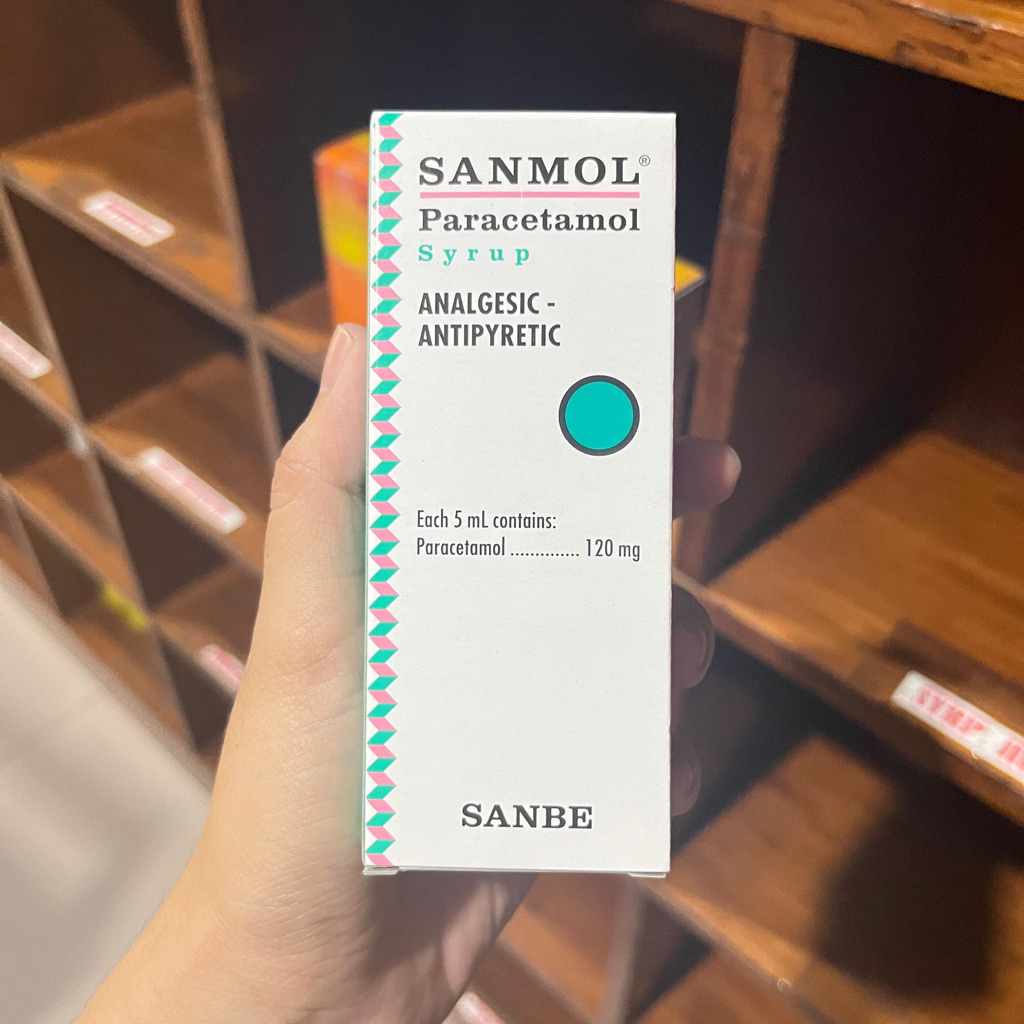 SANMOL®
Paracetamol
Syrup
ANALGESIC -
ANTIPYRETIC
Each 5 mL contains:
Paracetamol .............. 120 mg
SANBE